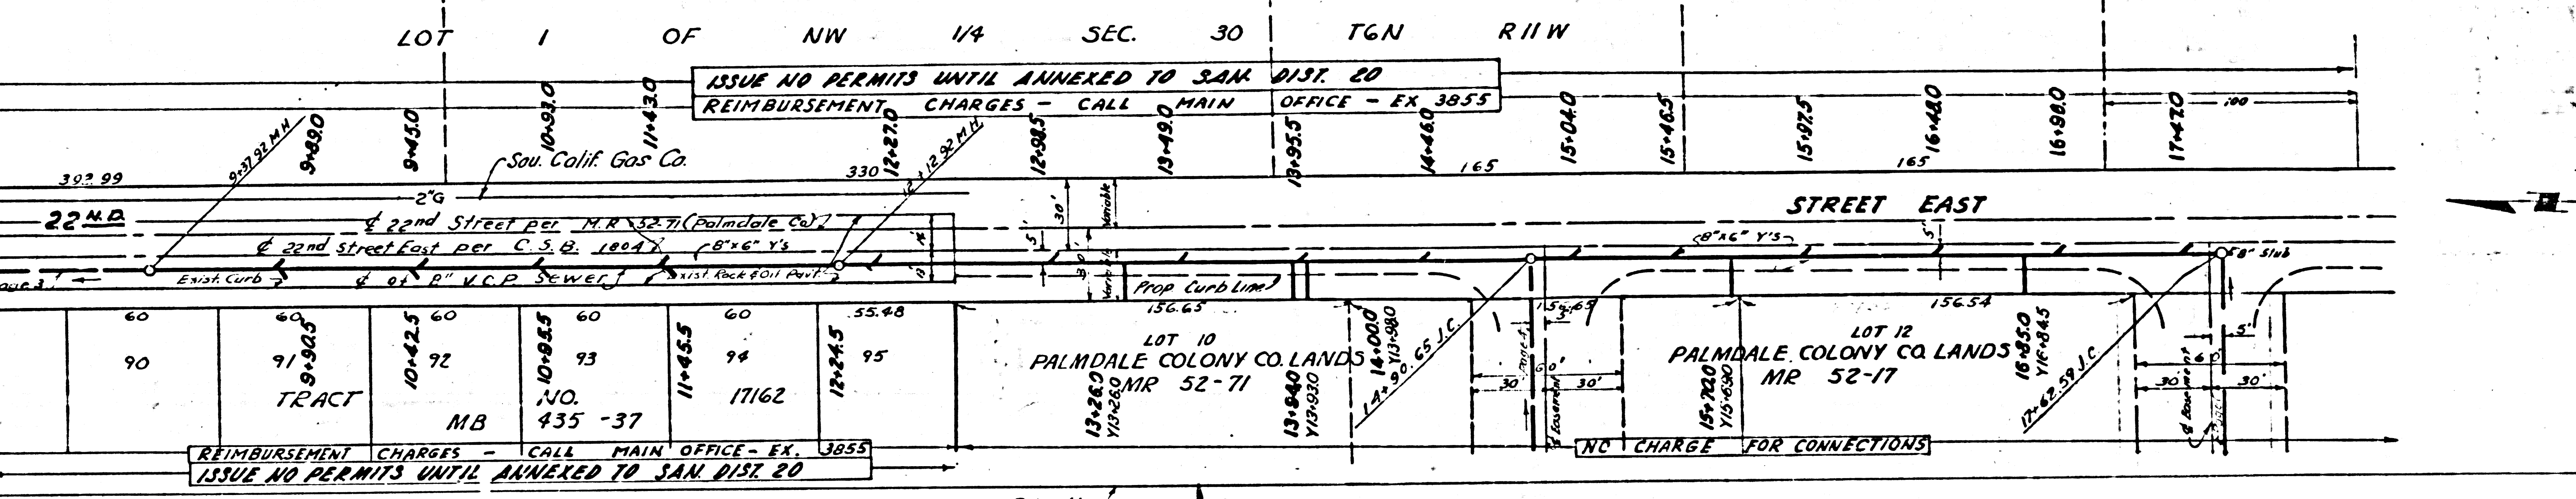 LOT 1 OF NW 1/4 SEC. 30 T6N R11W
ISSUE NO PERMITS UNTIL ANNEXED TO SAN. DIST. 20
REIMBURSEMENT CHARGES - CALL MAIN OFFICE - EX 3855
9+37.92 M H
9+89.0
9+45.0
10+93.0
11+43.0
12+27.0
12+12.92 M.H.
12+98.5
13+49.0
13+95.5
14+46.0
15+04.0
15+46.5
15+97.5
16+48.0
16+98.0
17+47.0
100
Sou. Calif. Gas Co.
392.99
330
165
165
2"G
22 N.D.
STREET EAST
℄ 22nd Street per M.R 52-71 (Palmdale Co)
℄ 22nd Street East per C.S.B. 1804
8"x6" Y's
8"x6" Y's
30'
Variable
5'
5'
Exist. Curb
℄ of 8" V.C.P. Sewer
Exist. Rock & Oil Pav't
Prop Curb Line
8" Stub
60
60
60
60
60
55.48
156.65
156.65
156.54
90
91
92
93
94
95
9+90.5
10+42.5
10+95.5
11+45.5
12+24.5
TRACT NO. 17162
MB 435-37
LOT 10
PALMDALE COLONY CO. LANDS
MR 52-71
13+26.0
Y13+26.0
13+94.0
Y13+93.0
14+00.0
Y13+98.0
14+90.65 J.C.
30'
60'
30'
5'
℄ Easement
LOT 12
PALMDALE COLONY CO. LANDS
MR 52-17
15+70.0
Y15+69.0
16+85.0
Y16+84.5
17+62.59 J.C.
30'
30'
5'
℄ Easement
REIMBURSEMENT CHARGES - CALL MAIN OFFICE - EX. 3855
ISSUE NO PERMITS UNTIL ANNEXED TO SAN. DIST. 20
NO CHARGE FOR CONNECTIONS